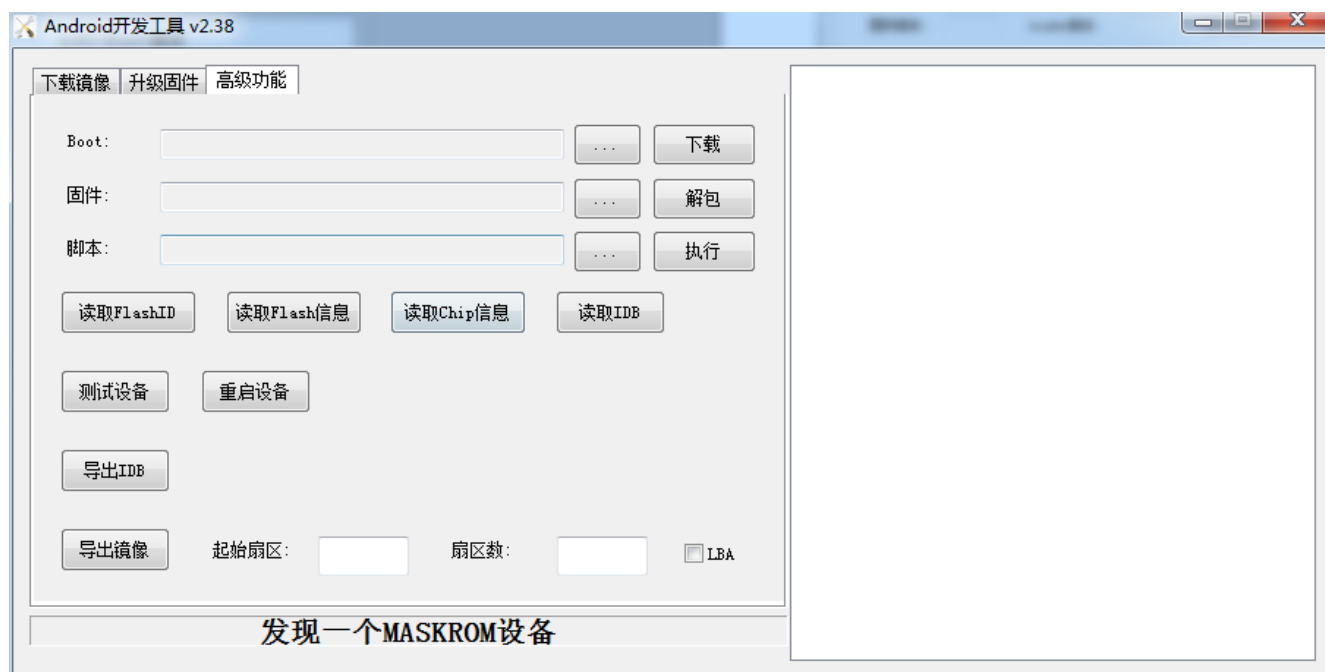 Android开发工具 v2.38
下载镜像 升级固件 高级功能
Boot: ... 下载
固件: ... 解包
脚本: ... 执行
读取FlashID 读取Flash信息 读取Chip信息 读取IDB
测试设备 重启设备
导出IDB
导出镜像 起始扇区: 扇区数: LBA
发现一个MASKROM设备